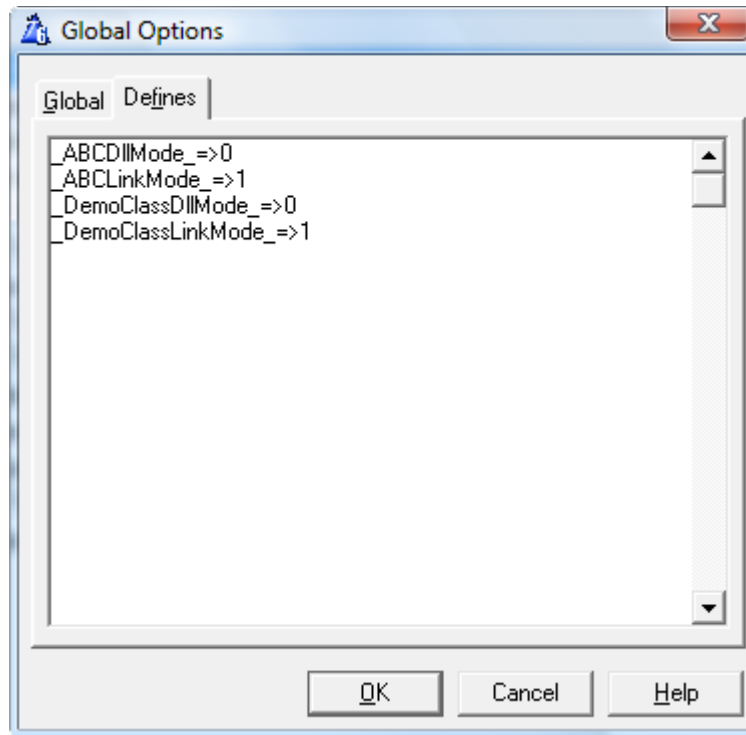 Global Options
Global
Defines
_ABCDllMode_=>0
_ABCLinkMode_=>1
_DemoClassDllMode_=>0
_DemoClassLinkMode_=>1
OK
Cancel
Help